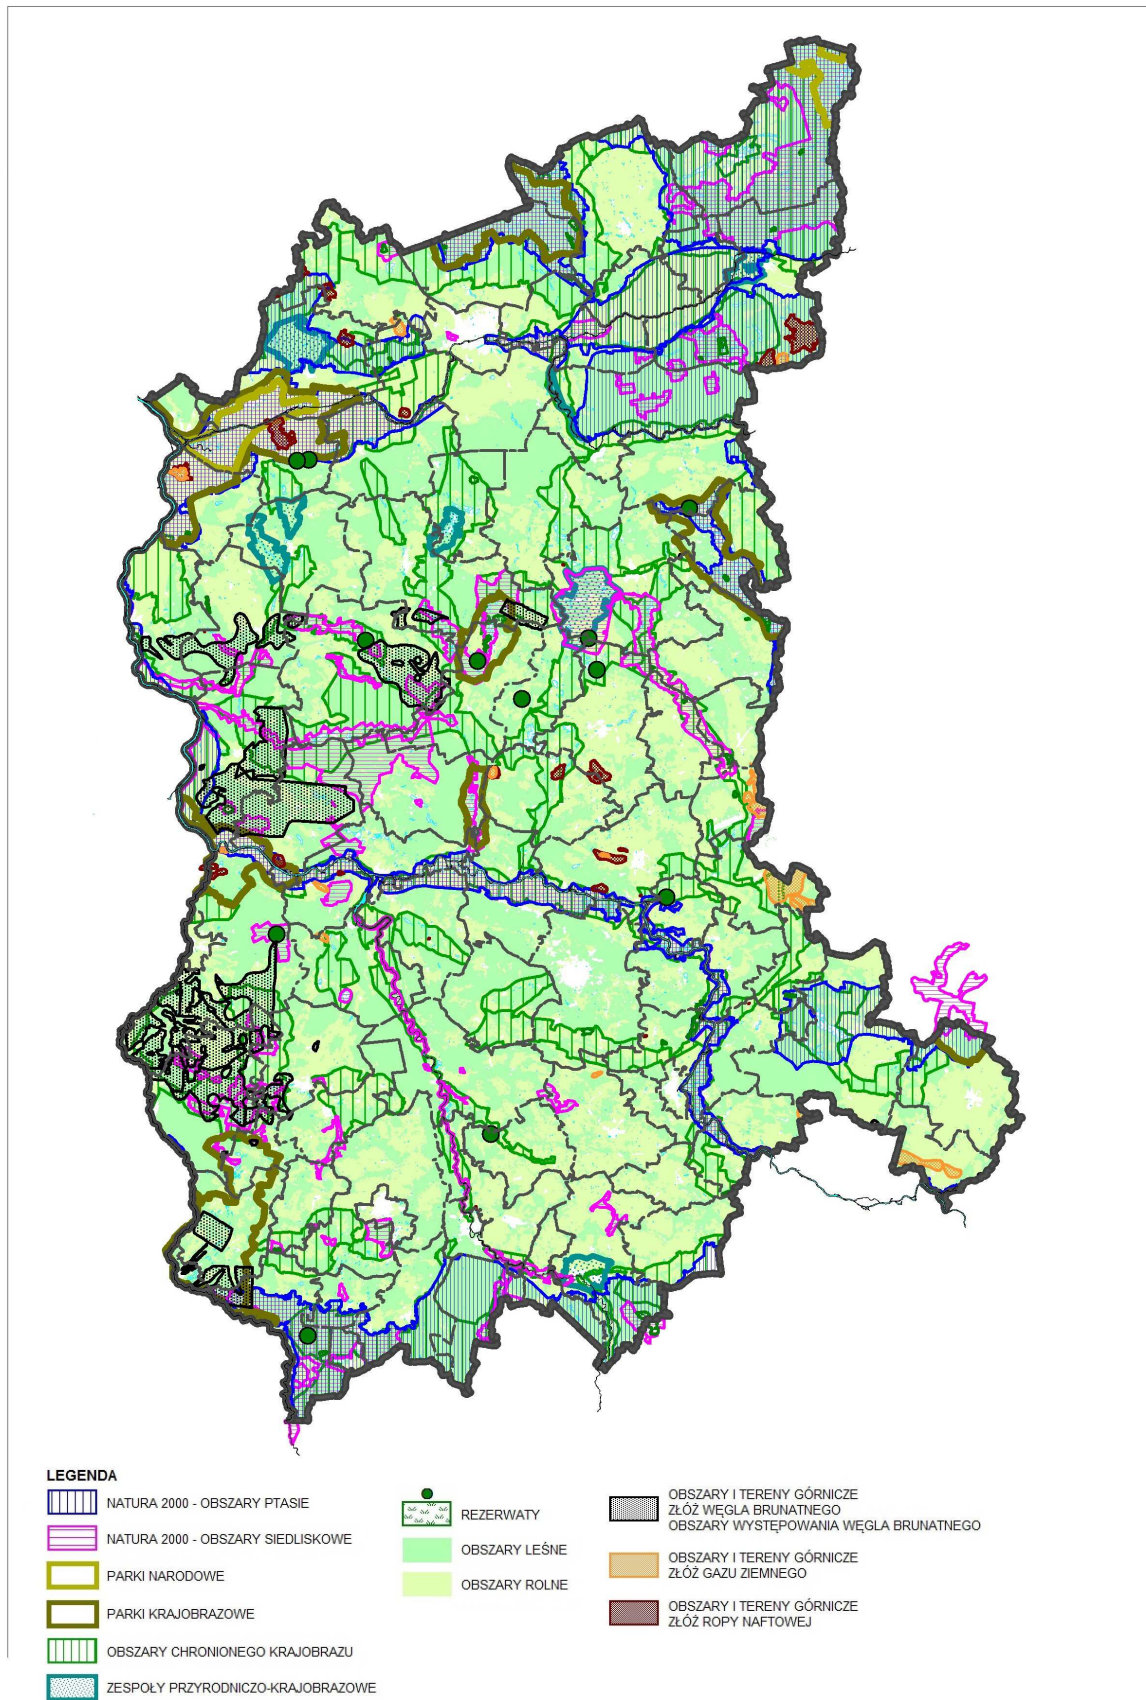 LEGENDA
NATURA 2000 - OBSZARY PTASIE
NATURA 2000 - OBSZARY SIEDLISKOWE
PARKI NARODOWE
PARKI KRAJOBRAZOWE
OBSZARY CHRONIONEGO KRAJOBRAZU
ZESPOŁY PRZYRODNICZO-KRAJOBRAZOWE
REZERWATY
OBSZARY LEŚNE
OBSZARY ROLNE
OBSZARY I TERENY GÓRNICZE
ZŁÓŻ WĘGLA BRUNATNEGO
OBSZARY WYSTĘPOWANIA WĘGLA BRUNATNEGO
OBSZARY I TERENY GÓRNICZE
ZŁÓŻ GAZU ZIEMNEGO
OBSZARY I TERENY GÓRNICZE
ZŁÓŻ ROPY NAFTOWEJ